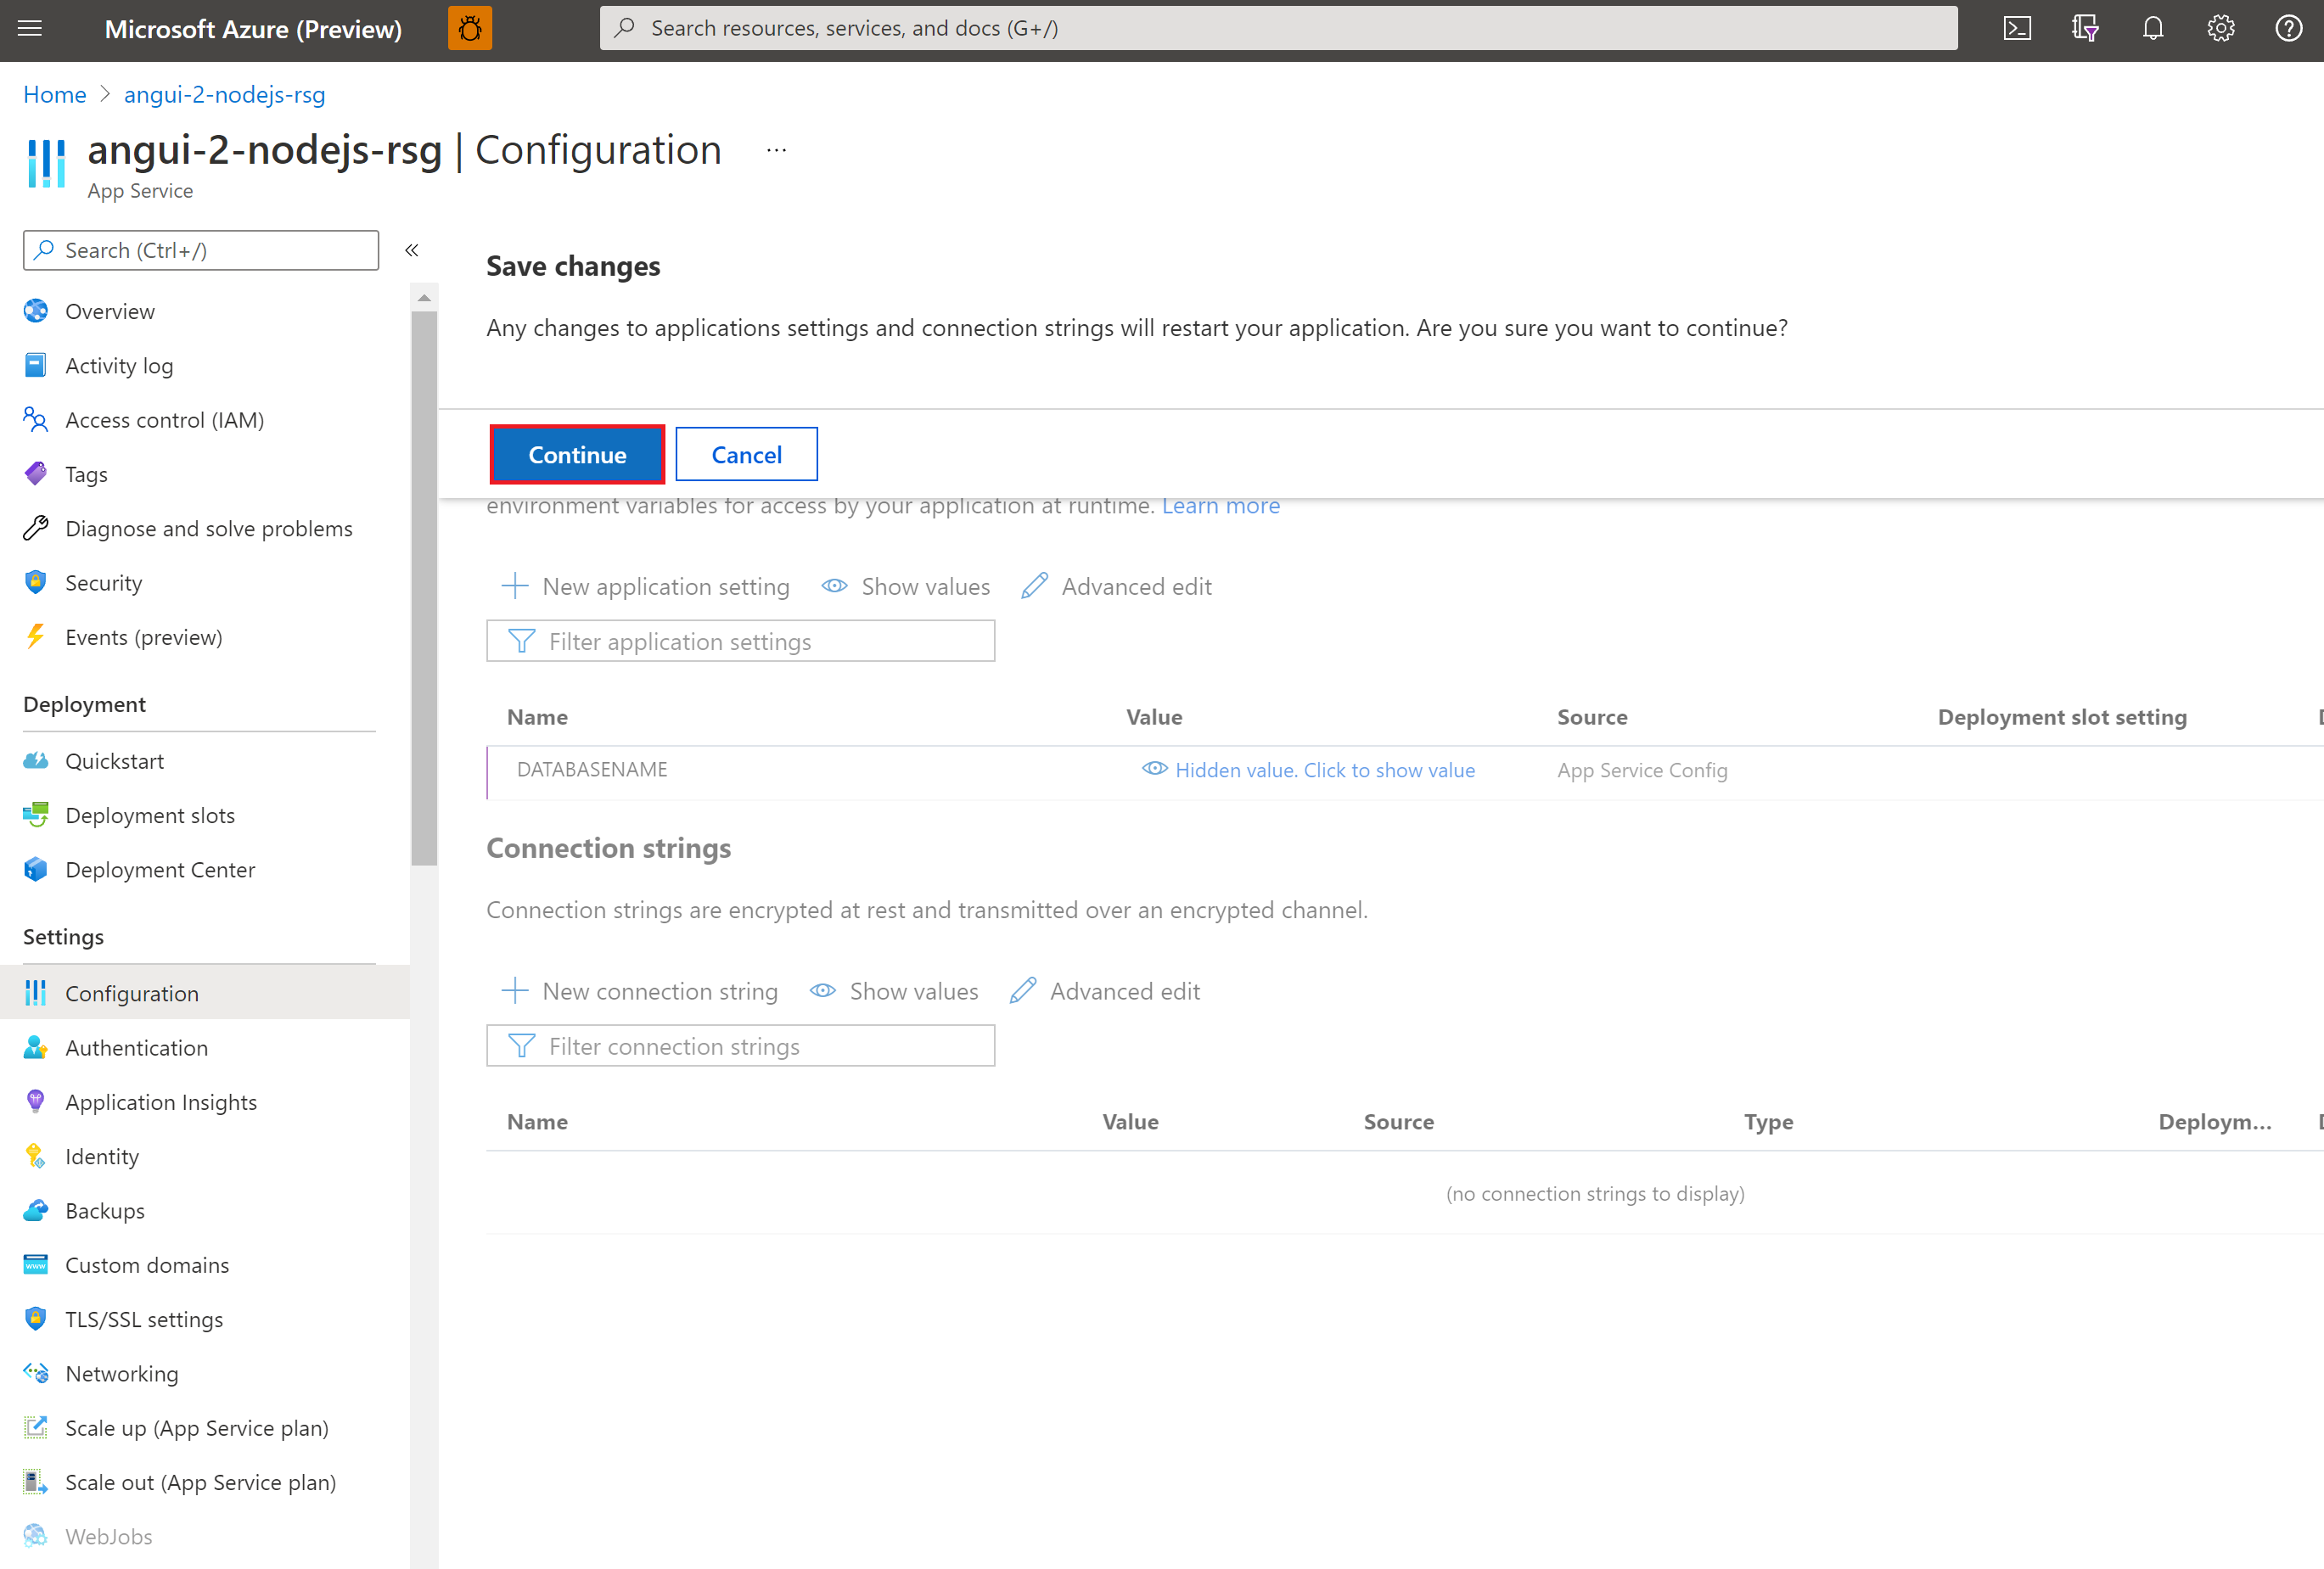 Microsoft Azure (Preview)
Search resources, services, and docs (G+/)
Home > angui-2-nodejs-rsg
angui-2-nodejs-rsg | Configuration ...
App Service
Search (Ctrl+/)
Overview
Activity log
Access control (IAM)
Tags
Diagnose and solve problems
Security
Events (preview)
Deployment
Quickstart
Deployment slots
Deployment Center
Settings
Configuration
Authentication
Application Insights
Identity
Backups
Custom domains
TLS/SSL settings
Networking
Scale up (App Service plan)
Scale out (App Service plan)
WebJobs
Save changes
Any changes to applications settings and connection strings will restart your application. Are you sure you want to continue?
Continue Cancel
environment variables for access by your application at runtime. Learn more
New application setting Show values Advanced edit
Filter application settings
Name Value Source Deployment slot setting
DATABASENAME Hidden value. Click to show value App Service Config
Connection strings
Connection strings are encrypted at rest and transmitted over an encrypted channel.
New connection string Show values Advanced edit
Filter connection strings
Name Value Source Type Deploym...
(no connection strings to display)